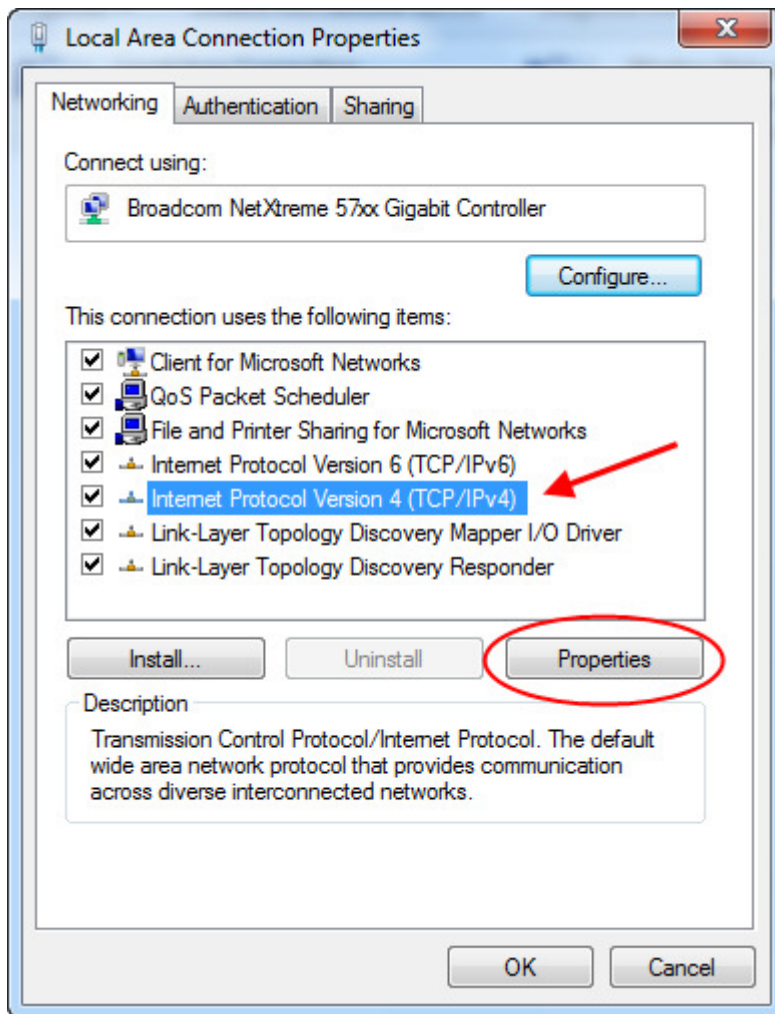 Local Area Connection Properties
Networking
Authentication
Sharing
Connect using:
Broadcom NetXtreme 57xx Gigabit Controller
Configure...
This connection uses the following items:
Client for Microsoft Networks
QoS Packet Scheduler
File and Printer Sharing for Microsoft Networks
Internet Protocol Version 6 (TCP/IPv6)
Internet Protocol Version 4 (TCP/IPv4)
Link-Layer Topology Discovery Mapper I/O Driver
Link-Layer Topology Discovery Responder
Install...
Uninstall
Properties
Description
Transmission Control Protocol/Internet Protocol. The default
wide area network protocol that provides communication
across diverse interconnected networks.
OK
Cancel